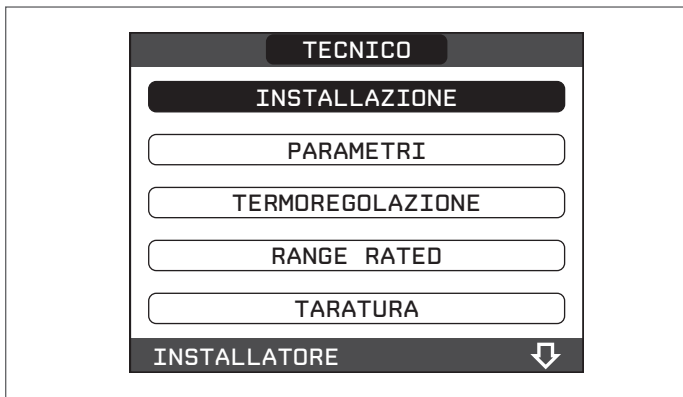 TECNICO
INSTALLAZIONE
PARAMETRI
TERMOREGOLAZIONE
RANGE RATED
TARATURA
INSTALLATORE